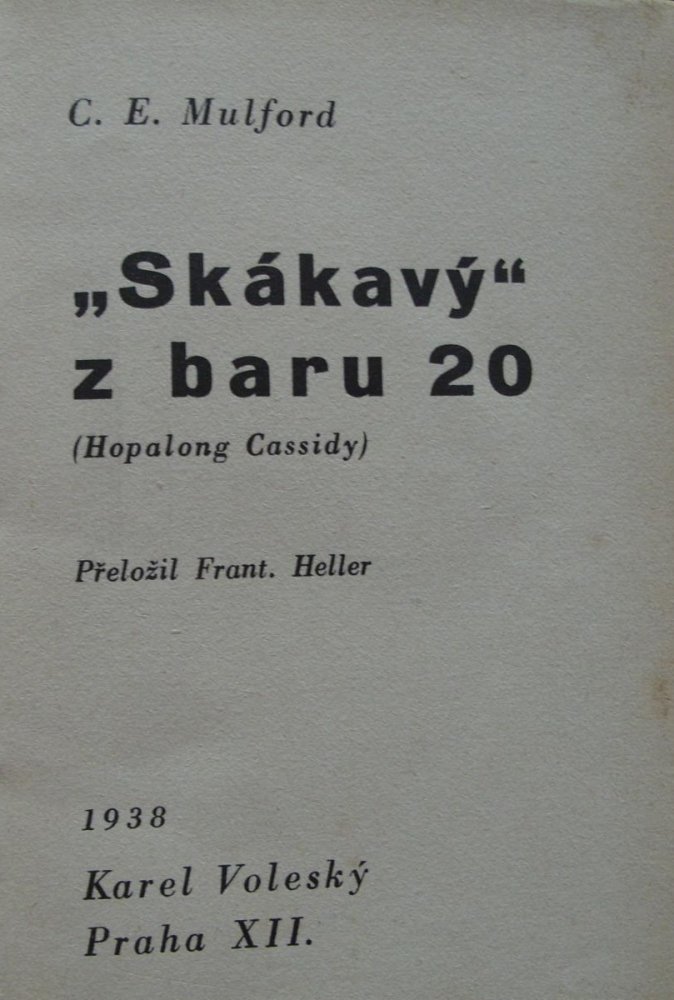 C. E. Mulford
„Skákavý“
z baru 20
(Hopalong Cassidy)
Přeložil Frant. Heller
1938
Karel Voleský
Praha XII.